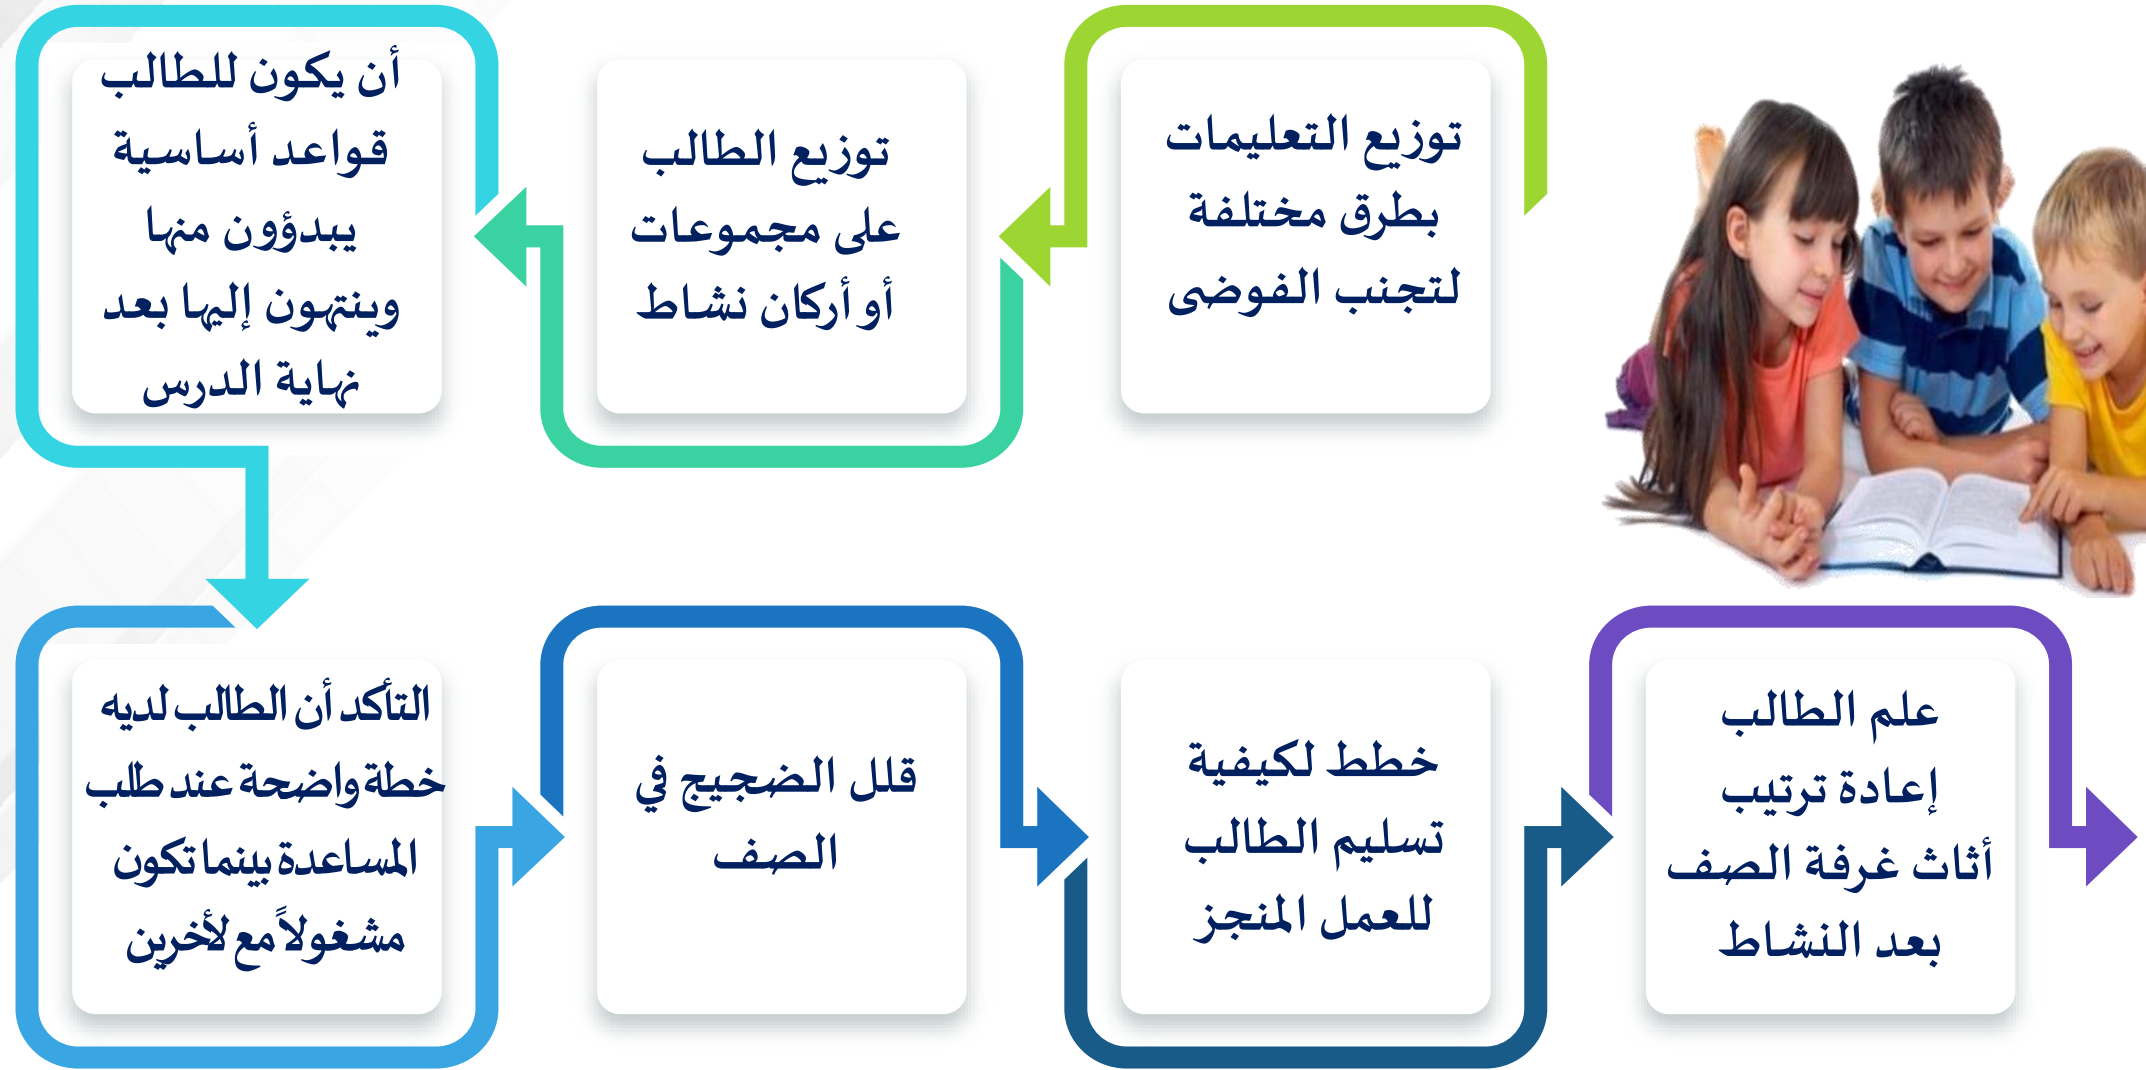 توزيع التعليمات
بطرق مختلفة
لتجنب الفوضى
توزيع الطالب
على مجموعات
أو أركان نشاط
أن يكون للطالب
قواعد أساسية
يبدؤون منها
وينتهون إليها بعد
نهاية الدرس
التأكد أن الطالب لديه
خطة واضحة عند طلب
المساعدة بينما تكون
مشغولاً مع لأخرين
قلل الضجيج في
الصف
خطط لكيفية
تسليم الطالب
للعمل المنجز
علم الطالب
إعادة ترتيب
أثاث غرفة الصف
بعد النشاط